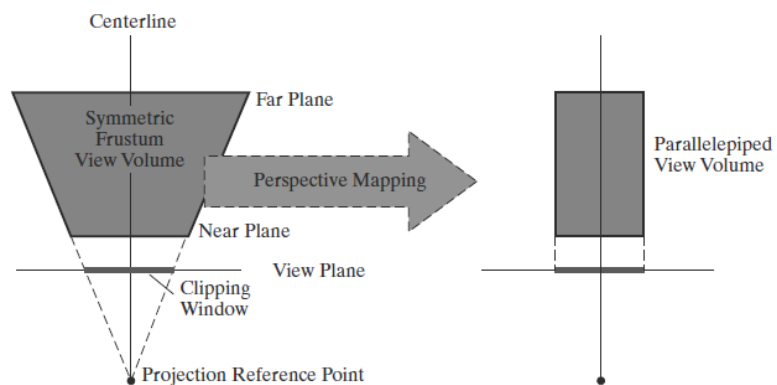 Centerline
Far Plane
Symmetric
Frustum
View Volume
Perspective Mapping
Parallelepiped
View Volume
Near Plane
View Plane
Clipping
Window
Projection Reference Point